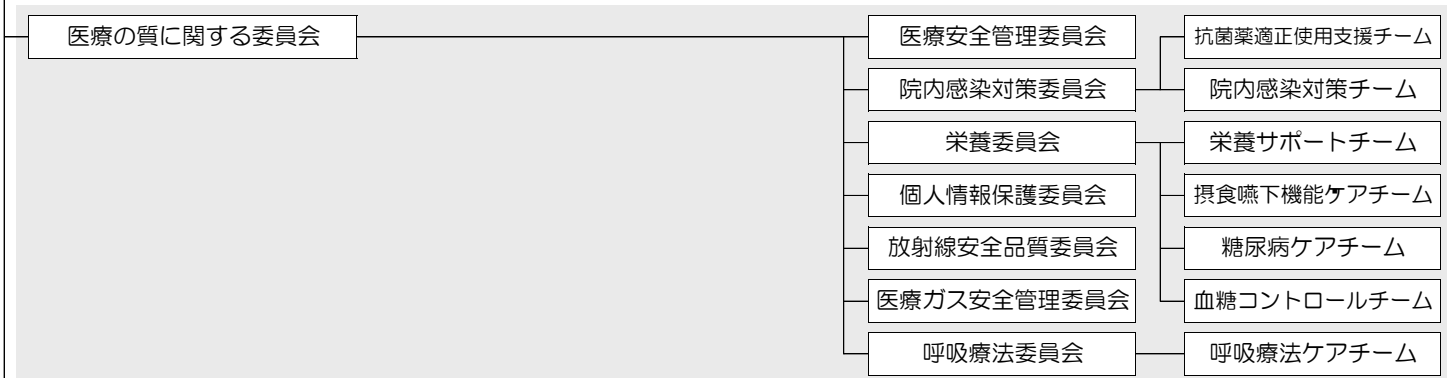 医療の質に関する委員会
医療安全管理委員会
抗菌薬適正使用支援チーム
院内感染対策委員会
院内感染対策チーム
栄養委員会
栄養サポートチーム
個人情報保護委員会
摂食嚥下機能ケアチーム
放射線安全品質委員会
糖尿病ケアチーム
医療ガス安全管理委員会
血糖コントロールチーム
呼吸療法委員会
呼吸療法ケアチーム